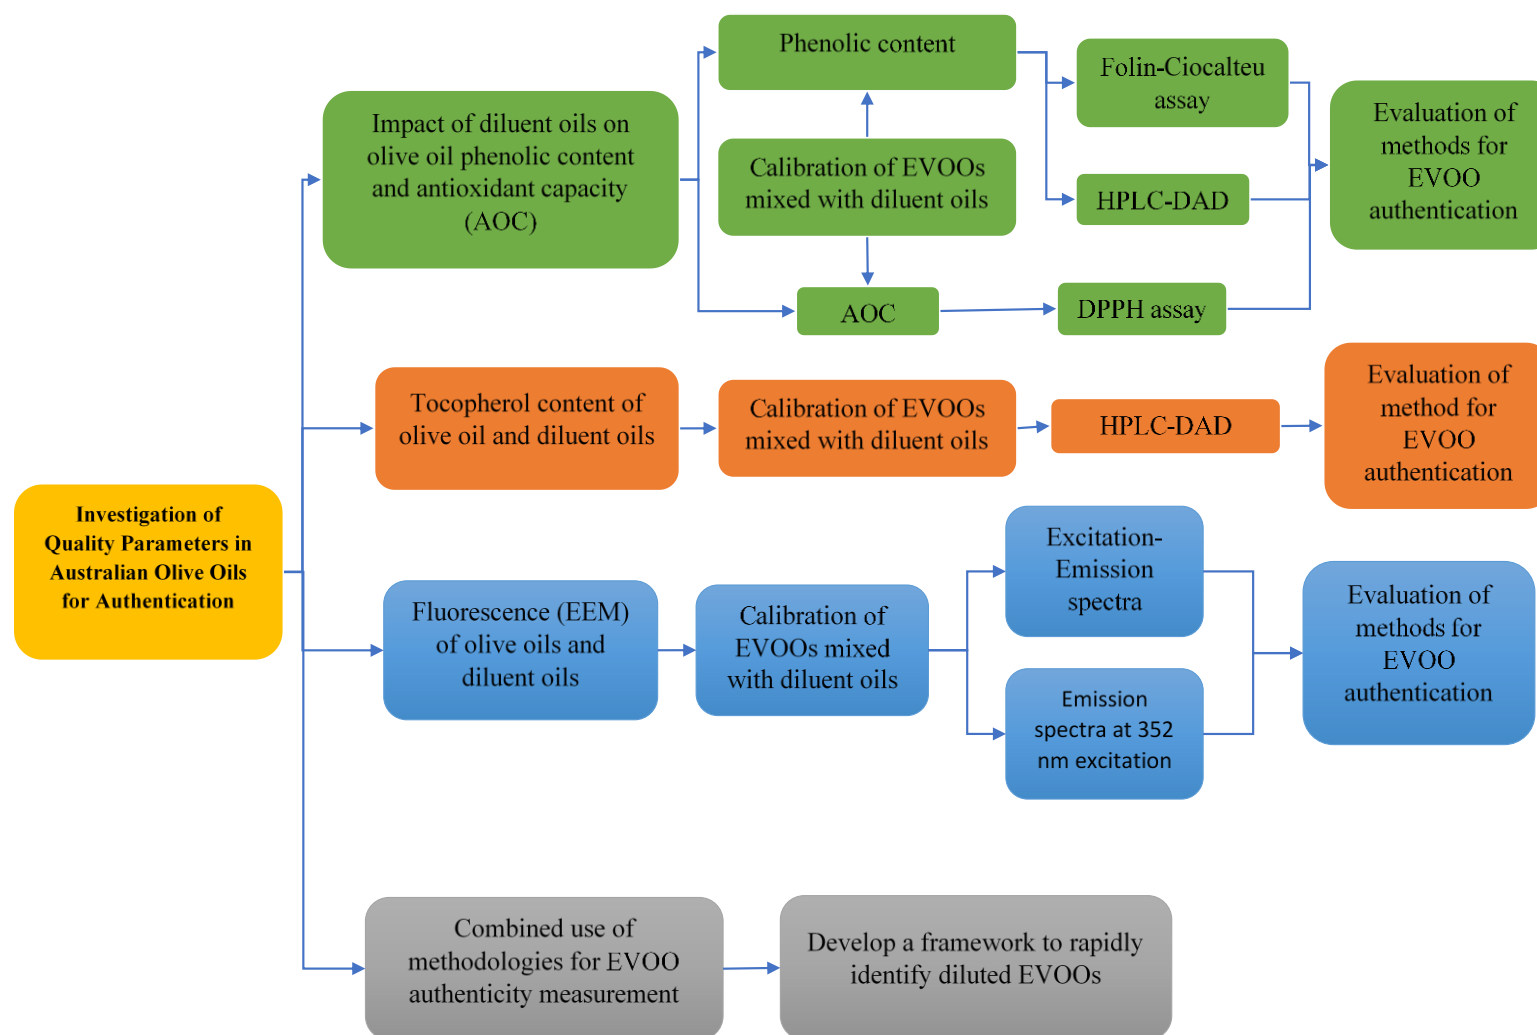 Investigation of
Quality Parameters in
Australian Olive Oils
for Authentication
Impact of diluent oils on
olive oil phenolic content
and antioxidant capacity
(AOC)
Phenolic content
Calibration of EVOOs
mixed with diluent oils
AOC
Folin-Ciocalteu
assay
HPLC-DAD
DPPH assay
Evaluation of
methods for
EVOO
authentication
Tocopherol content of
olive oil and diluent oils
Calibration of EVOOs
mixed with diluent oils
HPLC-DAD
Evaluation of
method for
EVOO
authentication
Fluorescence (EEM)
of olive oils and
diluent oils
Calibration of
EVOOs mixed
with diluent oils
Excitation-
Emission
spectra
Emission
spectra at 352
nm excitation
Evaluation of
methods for
EVOO
authentication
Combined use of
methodologies for EVOO
authenticity measurement
Develop a framework to rapidly
identify diluted EVOOs